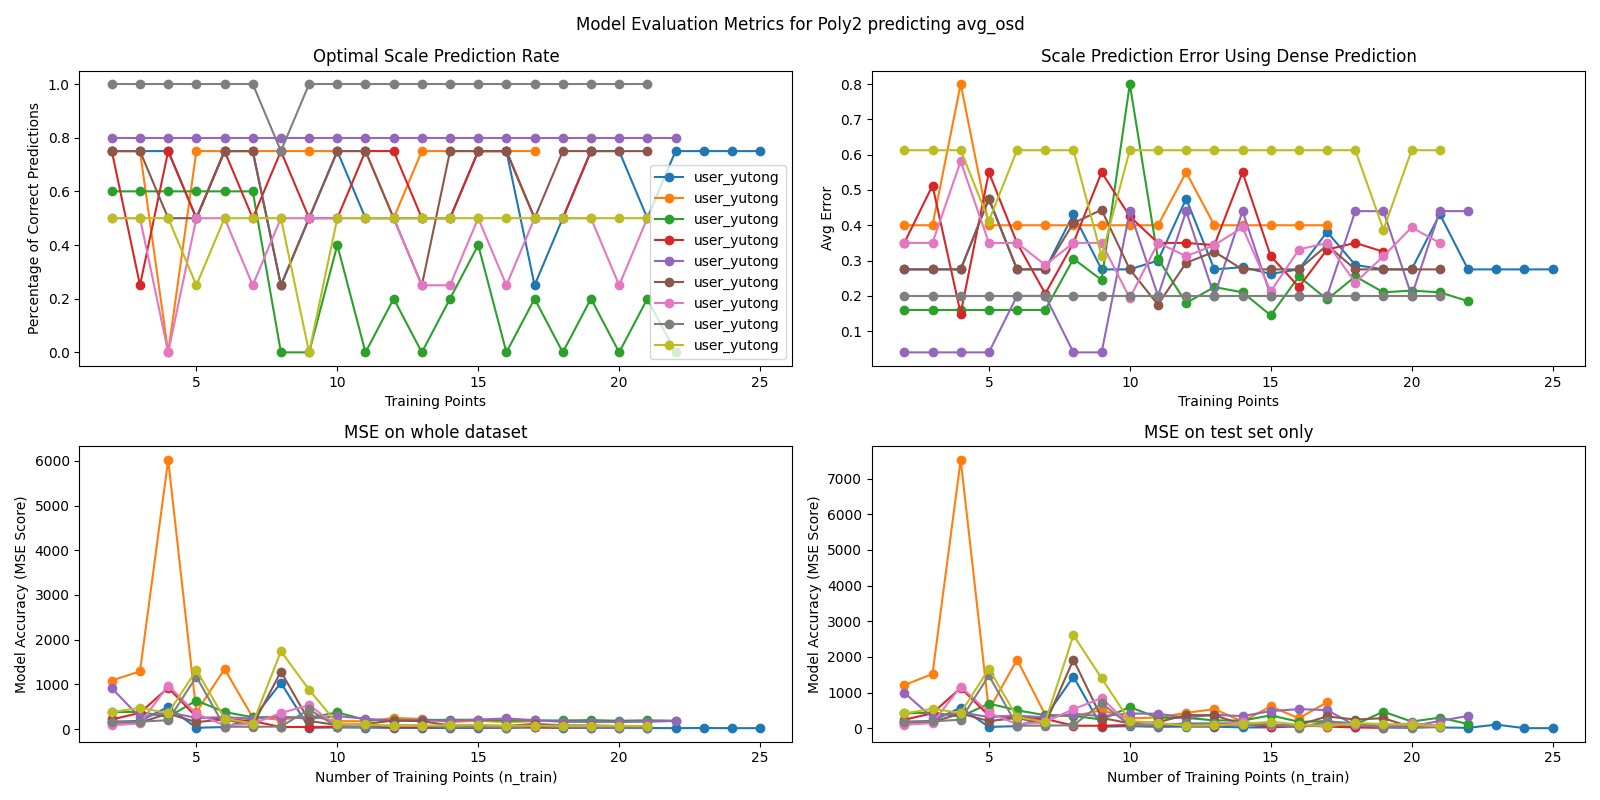 Model Evaluation Metrics for Poly2 predicting avg_osd
Optimal Scale Prediction Rate
Percentage of Correct Predictions
1.0
0.8
0.6
0.4
0.2
0.0
5
10
15
20
25
Training Points
user_yutong
user_yutong
user_yutong
user_yutong
user_yutong
user_yutong
user_yutong
user_yutong
user_yutong
Scale Prediction Error Using Dense Prediction
Avg Error
0.8
0.7
0.6
0.5
0.4
0.3
0.2
0.1
5
10
15
20
25
Training Points
MSE on whole dataset
Model Accuracy (MSE Score)
6000
5000
4000
3000
2000
1000
0
5
10
15
20
25
Number of Training Points (n_train)
MSE on test set only
Model Accuracy (MSE Score)
7000
6000
5000
4000
3000
2000
1000
0
5
10
15
20
25
Number of Training Points (n_train)